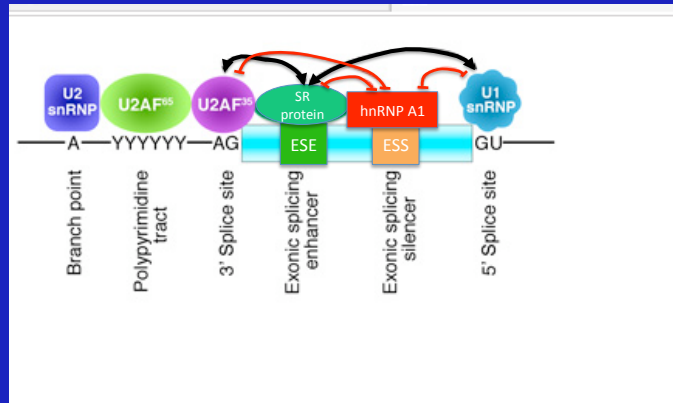 U2
snRNP
U2AF65
U2AF35
SR
protein
hnRNP A1
U1
snRNP
A
YYYYYY
AG
ESE
ESS
GU
Branch point
Polypyrimidine
tract
3' Splice site
Exonic splicing
enhancer
Exonic splicing
silencer
5' Splice site